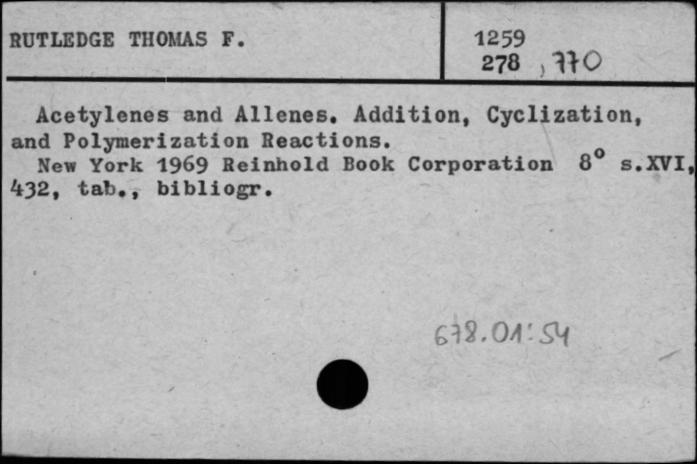 RUTLEDGE THOMAS F.
1259
278 , 770
Acetylenes and Allenes. Addition, Cyclization,
and Polymerization Reactions.
New York 1969 Reinhold Book Corporation 8° s.XVI,
432, tab., bibliogr.
678.01:54